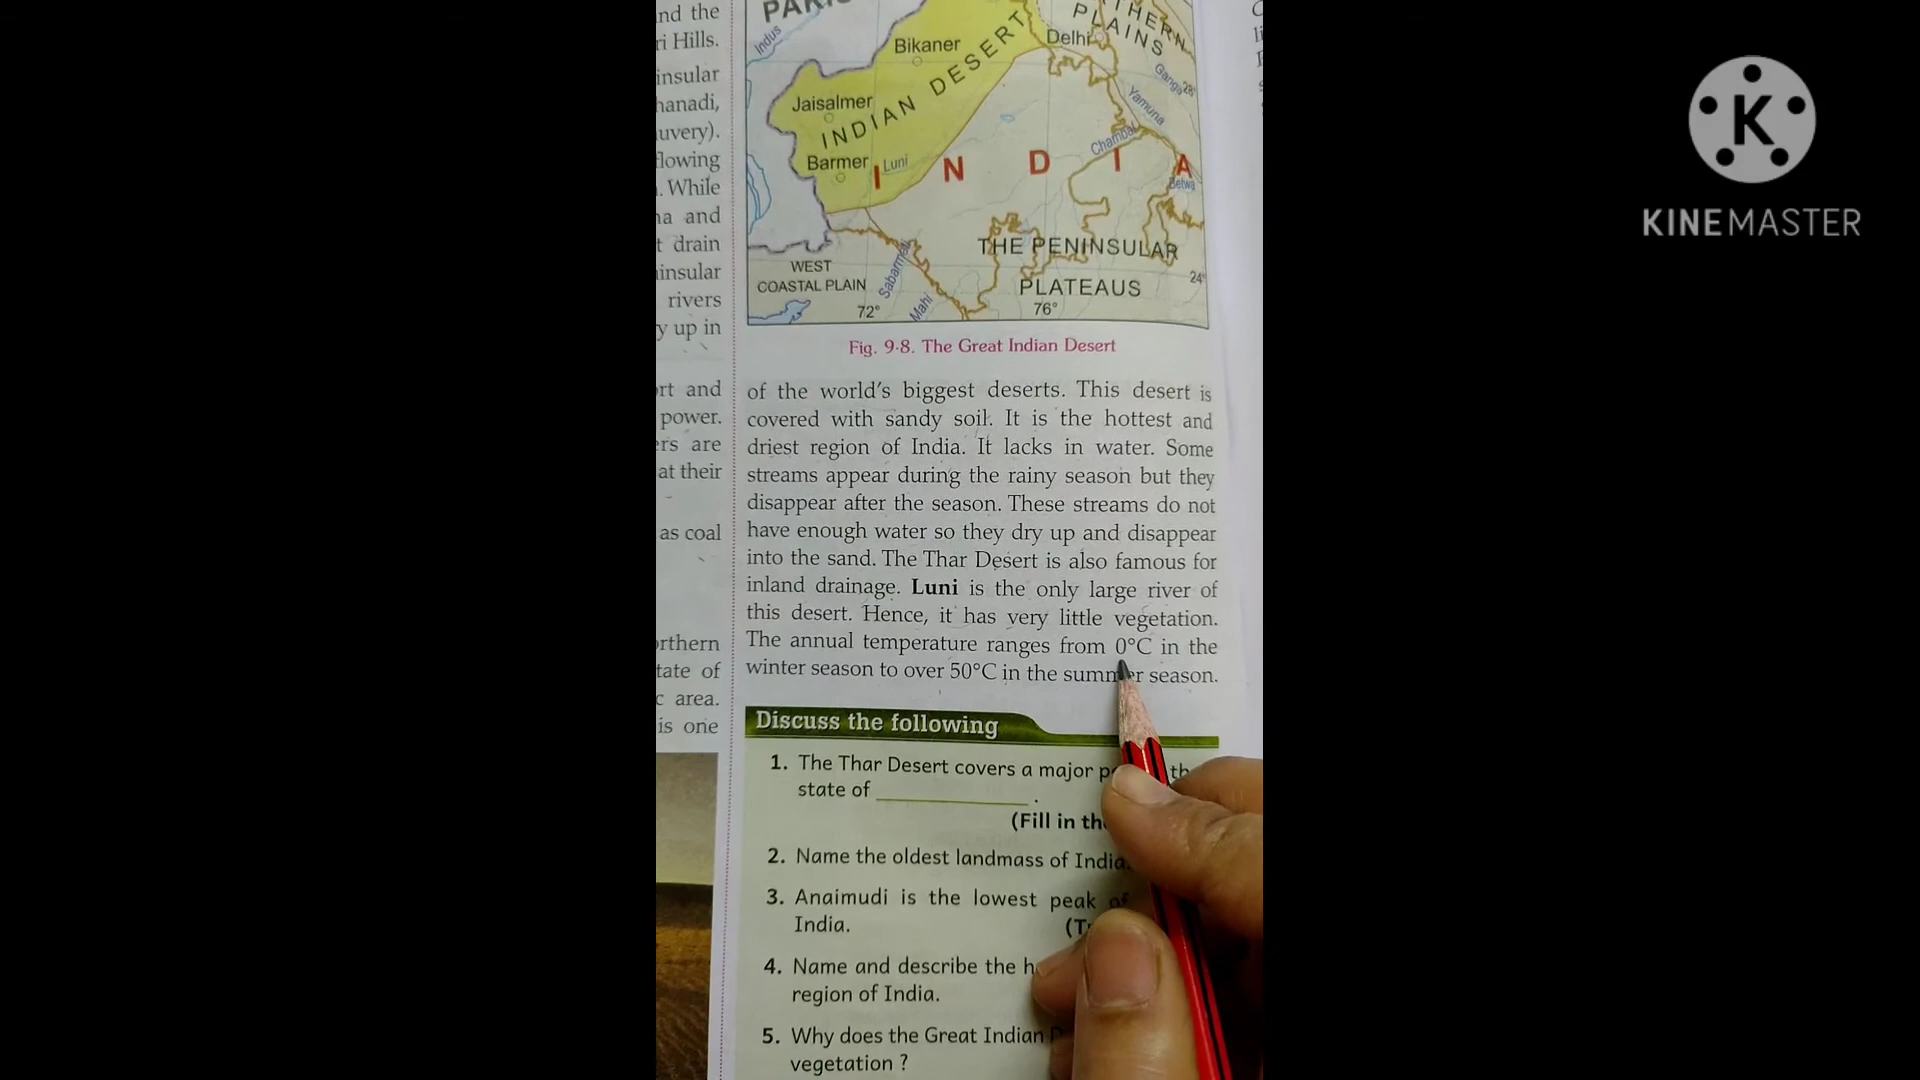 nd the
ri Hills.
insular
hanadi,
uvery).
flowing
. While
na and
t drain
insular
rivers
y up in
ort and
power.
ers are
at their
as coal
orthern
tate of
c area.
is one
Indus
Bikaner
Delhi
PLAINS
Ganga
28°
Yamuna
Jaisalmer
INDIAN DESERT
Chambal
Barmer
Luni
I N D I A
Betwa
THE PENINSULAR
PLATEAUS
WEST
COASTAL PLAIN
Mahi
24°
72°
76°
Fig. 9·8. The Great Indian Desert
of the world's biggest deserts. This desert is
covered with sandy soil. It is the hottest and
driest region of India. It lacks in water. Some
streams appear during the rainy season but they
disappear after the season. These streams do not
have enough water so they dry up and disappear
into the sand. The Thar Desert is also famous for
inland drainage. Luni is the only large river of
this desert. Hence, it has very little vegetation.
The annual temperature ranges from 0°C in the
winter season to over 50°C in the summer season.
Discuss the following
1. The Thar Desert covers a major
state of ____________ .
(Fill in th
2. Name the oldest landmass of India.
3. Anaimudi is the lowest peak of
India.
4. Name and describe the h
region of India.
5. Why does the Great Indian
vegetation ?
K
KINEMASTER